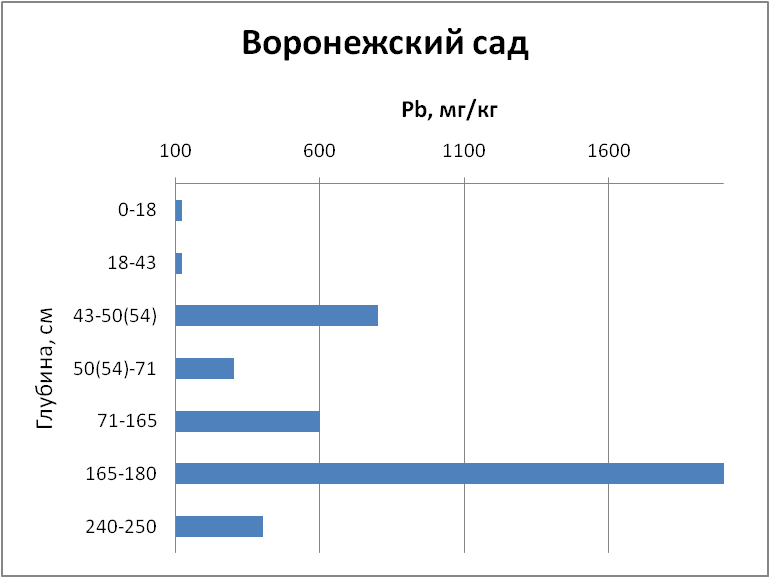 Воронежский сад
Pb, мг/кг
100 600 1100 1600
Глубина, см
0-18
18-43
43-50(54)
50(54)-71
71-165
165-180
240-250